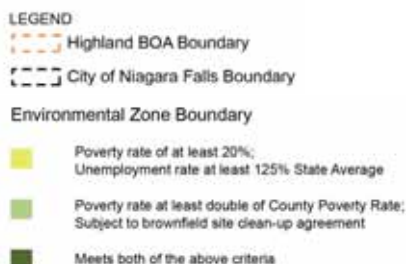 LEGEND
Highland BOA Boundary
City of Niagara Falls Boundary
Environmental Zone Boundary
Poverty rate of at least 20%;
Unemployment rate at least 125% State Average
Poverty rate at least double of County Poverty Rate;
Subject to brownfield site clean-up agreement
Meets both of the above criteria